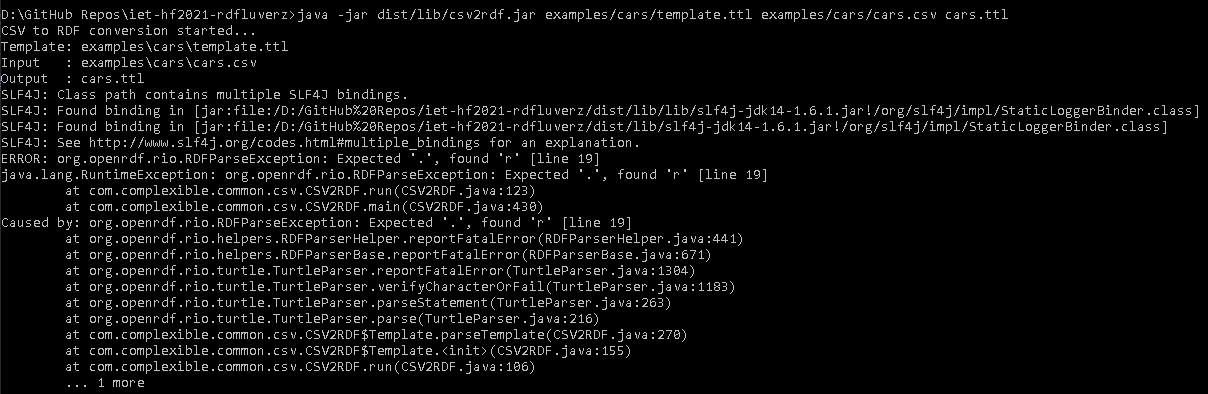 D:\GitHub Repos\iet-hf2021-rdfluverz>java -jar dist/lib/csv2rdf.jar examples/cars/template.ttl examples/cars/cars.csv cars.ttl
CSV to RDF conversion started...
Template: examples\cars\template.ttl
Input   : examples\cars\cars.csv
Output  : cars.ttl
SLF4J: Class path contains multiple SLF4J bindings.
SLF4J: Found binding in [jar:file:/D:/GitHub%20Repos/iet-hf2021-rdfluverz/dist/lib/lib/slf4j-jdk14-1.6.1.jar!/org/slf4j/impl/StaticLoggerBinder.class]
SLF4J: Found binding in [jar:file:/D:/GitHub%20Repos/iet-hf2021-rdfluverz/dist/lib/slf4j-jdk14-1.6.1.jar!/org/slf4j/impl/StaticLoggerBinder.class]
SLF4J: See http://www.slf4j.org/codes.html#multiple_bindings for an explanation.
ERROR: org.openrdf.rio.RDFParseException: Expected '.', found 'r' [line 19]
java.lang.RuntimeException: org.openrdf.rio.RDFParseException: Expected '.', found 'r' [line 19]
        at com.complexible.common.csv.CSV2RDF.run(CSV2RDF.java:123)
        at com.complexible.common.csv.CSV2RDF.main(CSV2RDF.java:430)
Caused by: org.openrdf.rio.RDFParseException: Expected '.', found 'r' [line 19]
        at org.openrdf.rio.helpers.RDFParserHelper.reportFatalError(RDFParserHelper.java:441)
        at org.openrdf.rio.helpers.RDFParserBase.reportFatalError(RDFParserBase.java:671)
        at org.openrdf.rio.turtle.TurtleParser.reportFatalError(TurtleParser.java:1304)
        at org.openrdf.rio.turtle.TurtleParser.verifyCharacterOrFail(TurtleParser.java:1183)
        at org.openrdf.rio.turtle.TurtleParser.parseStatement(TurtleParser.java:263)
        at org.openrdf.rio.turtle.TurtleParser.parse(TurtleParser.java:216)
        at com.complexible.common.csv.CSV2RDF$Template.parseTemplate(CSV2RDF.java:270)
        at com.complexible.common.csv.CSV2RDF$Template.<init>(CSV2RDF.java:155)
        at com.complexible.common.csv.CSV2RDF.run(CSV2RDF.java:106)
        ... 1 more